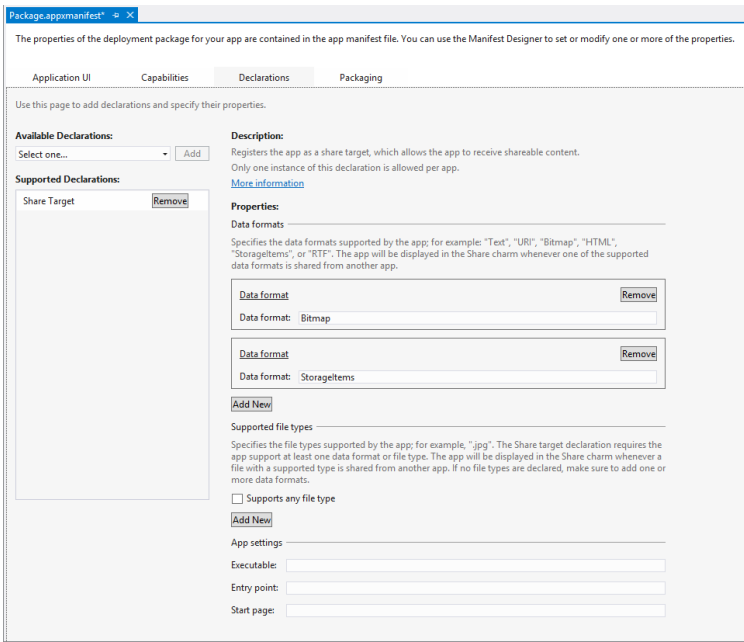 Package.appxmanifest*
The properties of the deployment package for your app are contained in the app manifest file. You can use the Manifest Designer to set or modify one or more of the properties.
Application UI
Capabilities
Declarations
Packaging
Use this page to add declarations and specify their properties.
Available Declarations:
Select one...
Add
Supported Declarations:
Share Target
Remove
Description:
Registers the app as a share target, which allows the app to receive shareable content.
Only one instance of this declaration is allowed per app.
More information
Properties:
Data formats
Specifies the data formats supported by the app; for example: "Text", "URI", "Bitmap", "HTML",
"StorageItems", or "RTF". The app will be displayed in the Share charm whenever one of the supported
data formats is shared from another app.
Data format
Remove
Data format: Bitmap
Data format
Remove
Data format: StorageItems
Add New
Supported file types
Specifies the file types supported by the app; for example, ".jpg". The Share target declaration requires the
app support at least one data format or file type. The app will be displayed in the Share charm whenever a
file with a supported type is shared from another app. If no file types are declared, make sure to add one or
more data formats.
Supports any file type
Add New
App settings
Executable:
Entry point:
Start page: